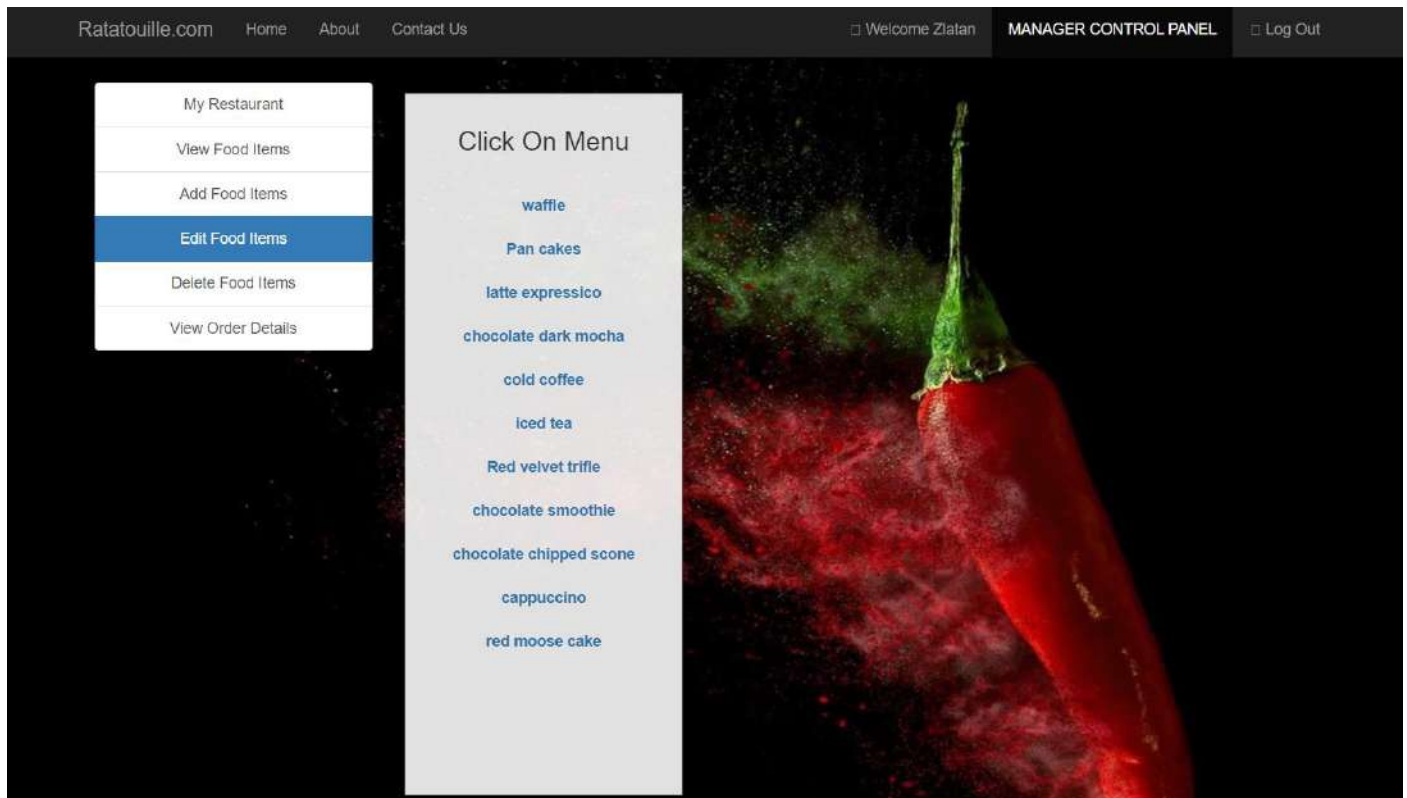 Ratatouille.com Home About Contact Us Welcome Zlatan MANAGER CONTROL PANEL Log Out
My Restaurant
View Food Items
Add Food Items
Edit Food Items
Delete Food Items
View Order Details
Click On Menu
waffle
Pan cakes
latte expressico
chocolate dark mocha
cold coffee
iced tea
Red velvet trifle
chocolate smoothie
chocolate chipped scone
cappuccino
red moose cake